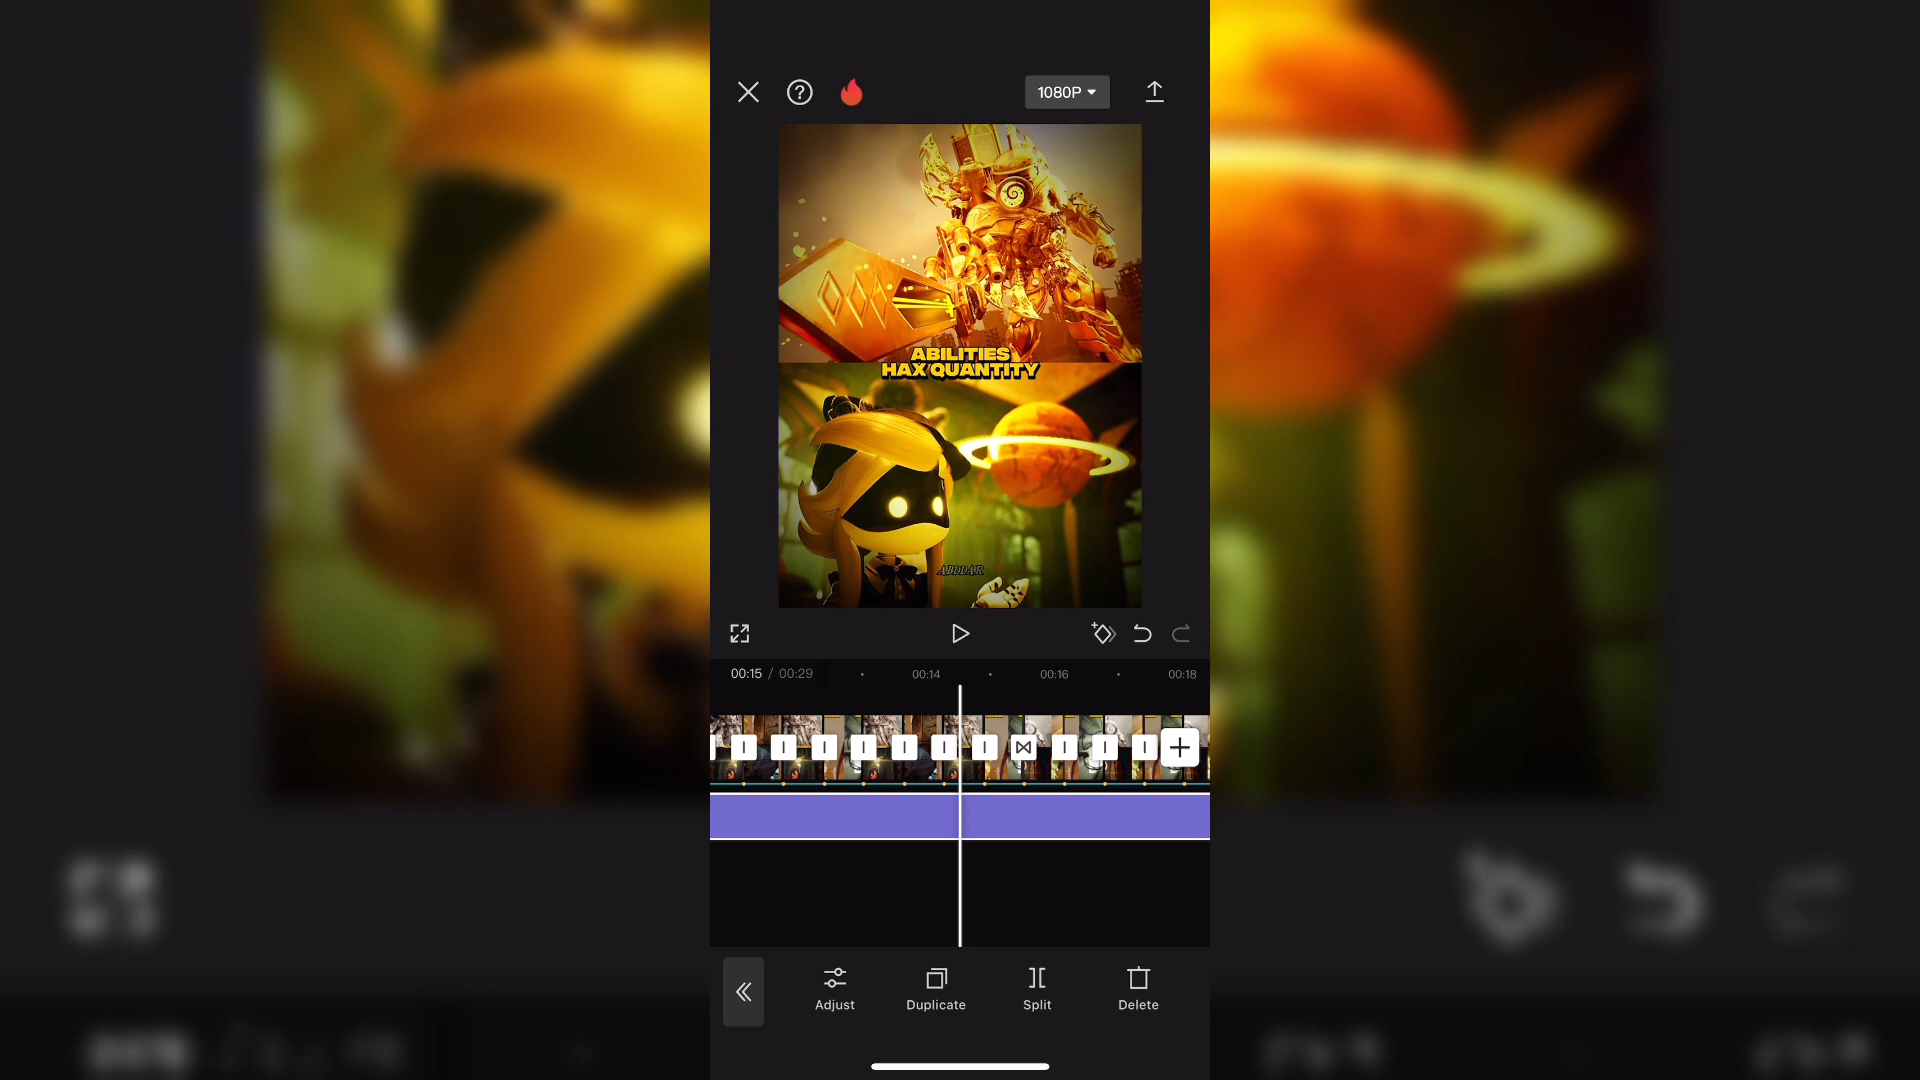 1080P
ABILITIES
HAX QUANTITY
00:15 / 00:29
00:14
00:16
00:18
Adjust
Duplicate
Split
Delete